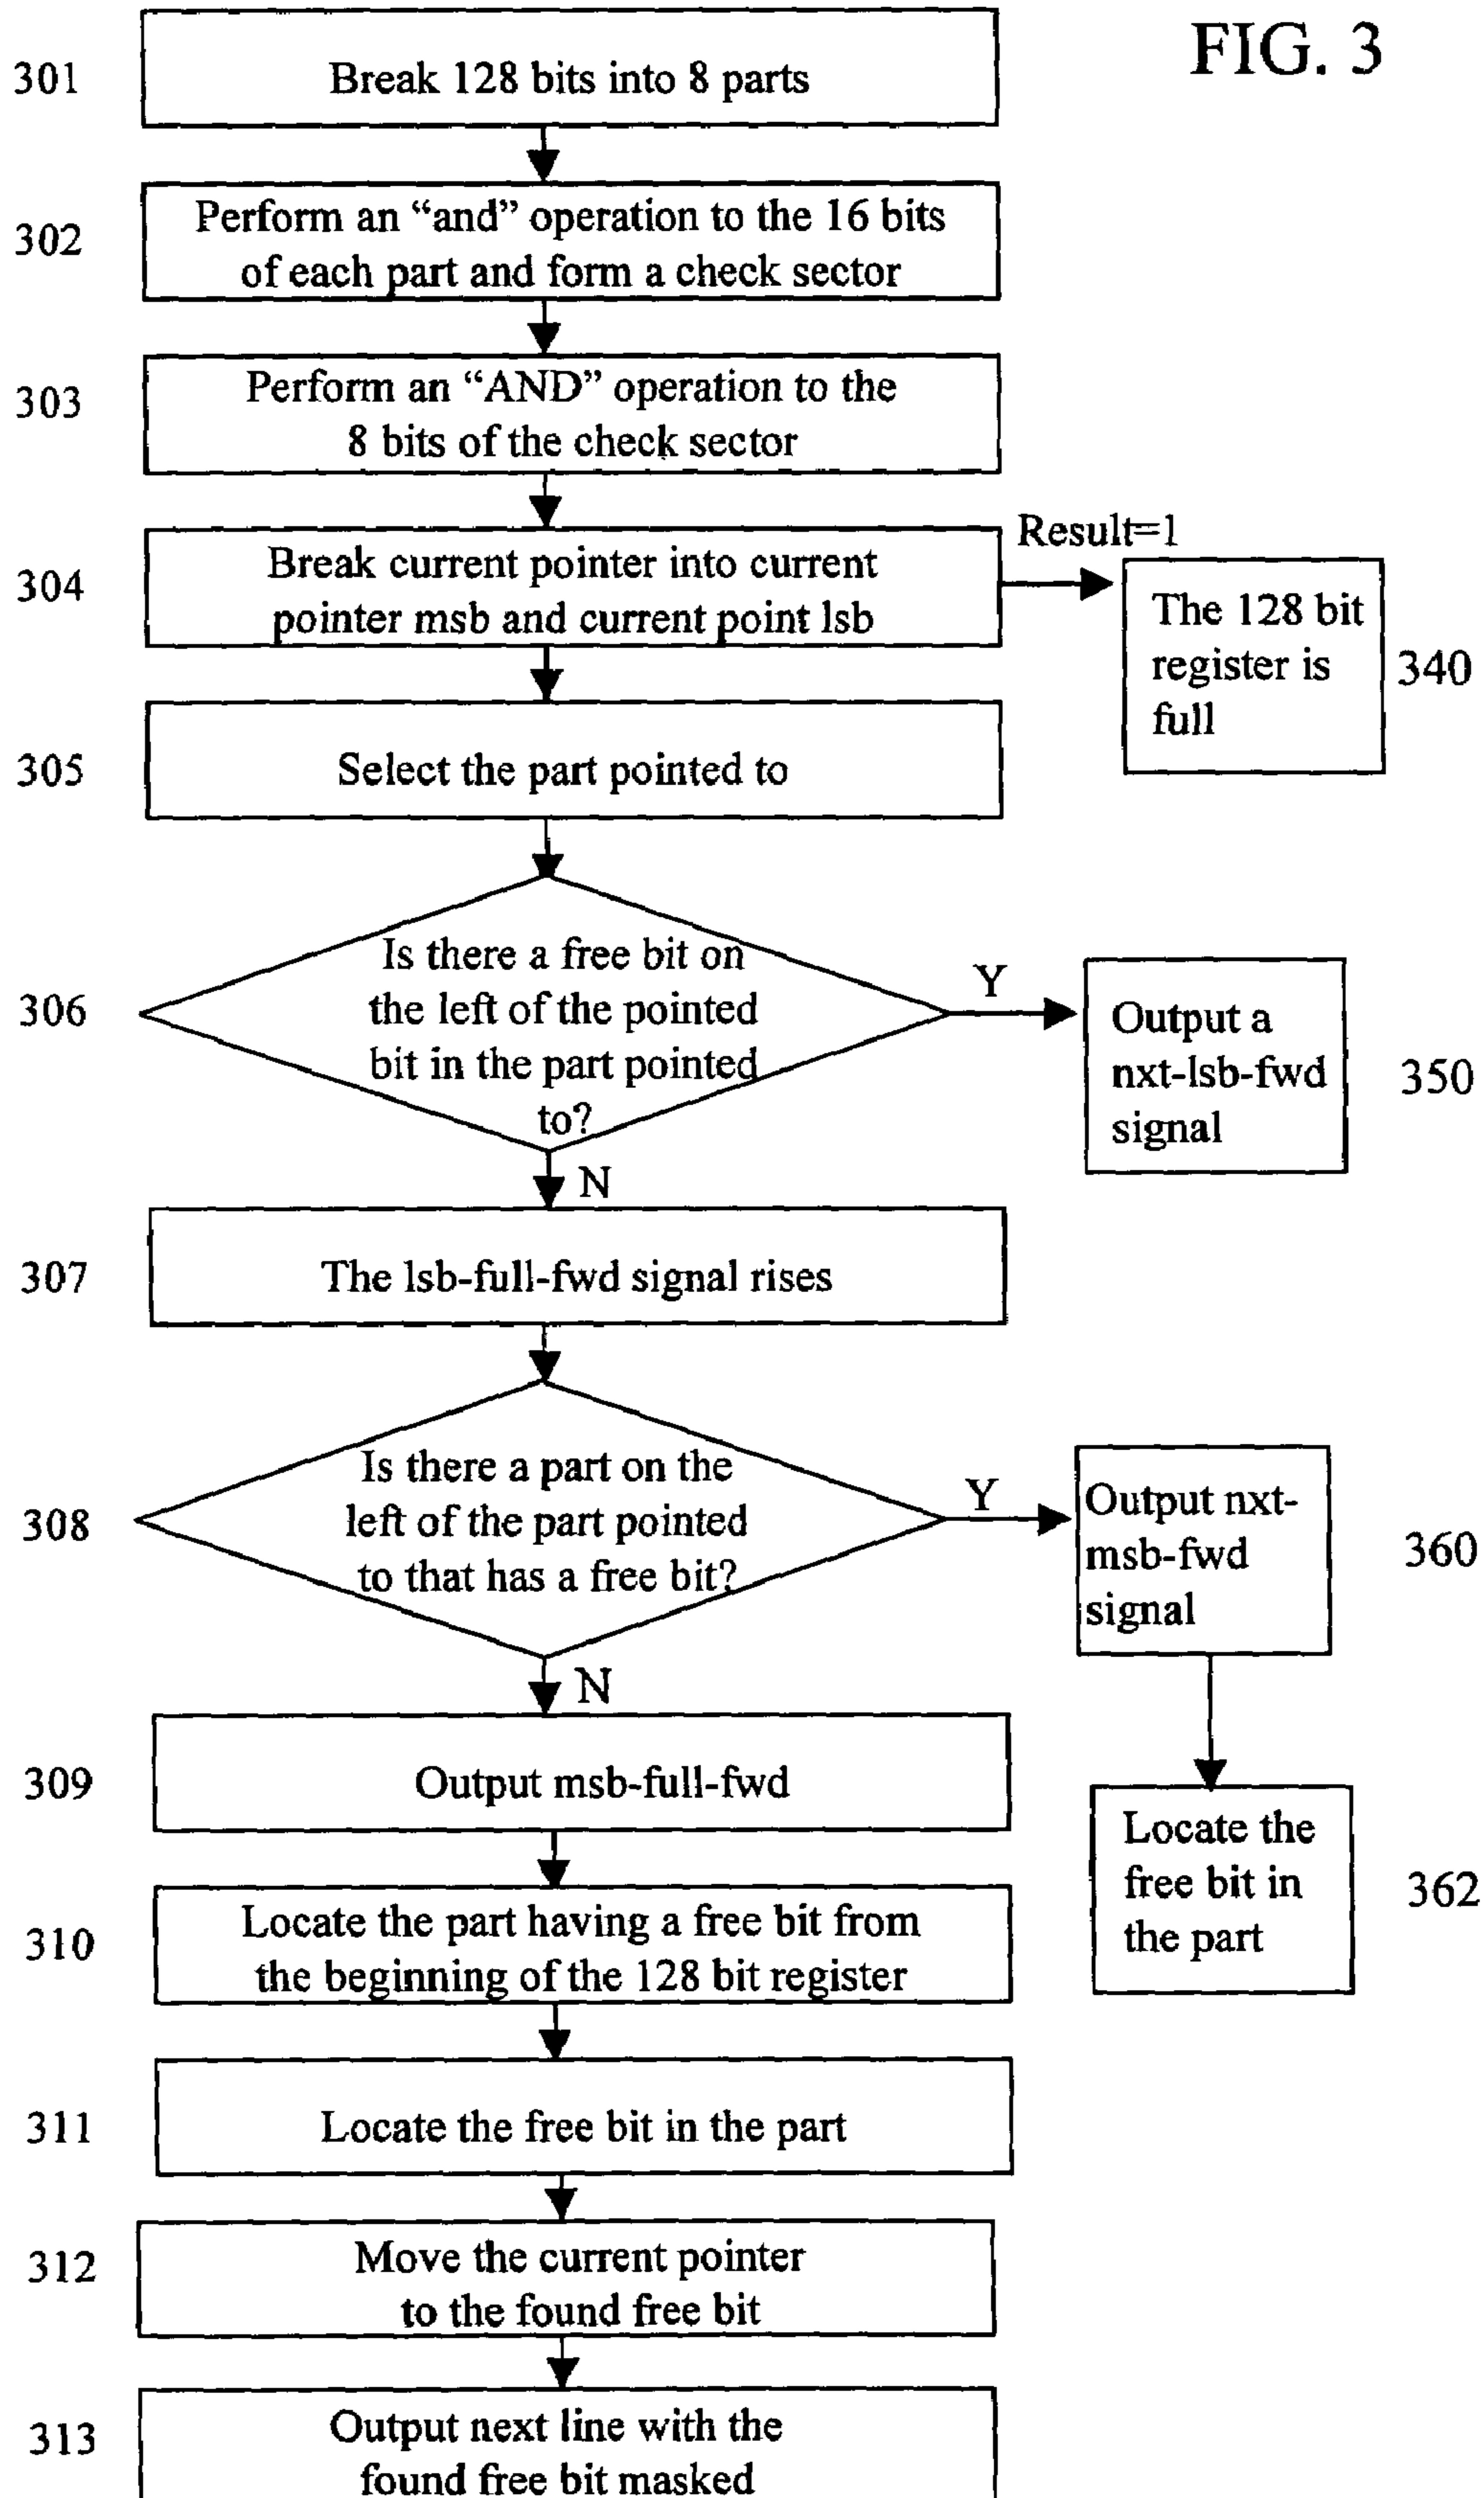 FIG. 3
301
Break 128 bits into 8 parts
302
Perform an “and” operation to the 16 bits
of each part and form a check sector
303
Perform an “AND” operation to the
8 bits of the check sector
304
Break current pointer into current
pointer msb and current point lsb
Result=1
The 128 bit
register is
full
340
305
Select the part pointed to
306
Is there a free bit on
the left of the pointed
bit in the part pointed
to?
Y
Output a
nxt-lsb-fwd
signal
350
N
307
The lsb-full-fwd signal rises
308
Is there a part on the
left of the part pointed
to that has a free bit?
Y
Output nxt-
msb-fwd
signal
360
N
309
Output msb-full-fwd
Locate the
free bit in
the part
362
310
Locate the part having a free bit from
the beginning of the 128 bit register
311
Locate the free bit in the part
312
Move the current pointer
to the found free bit
313
Output next line with the
found free bit masked